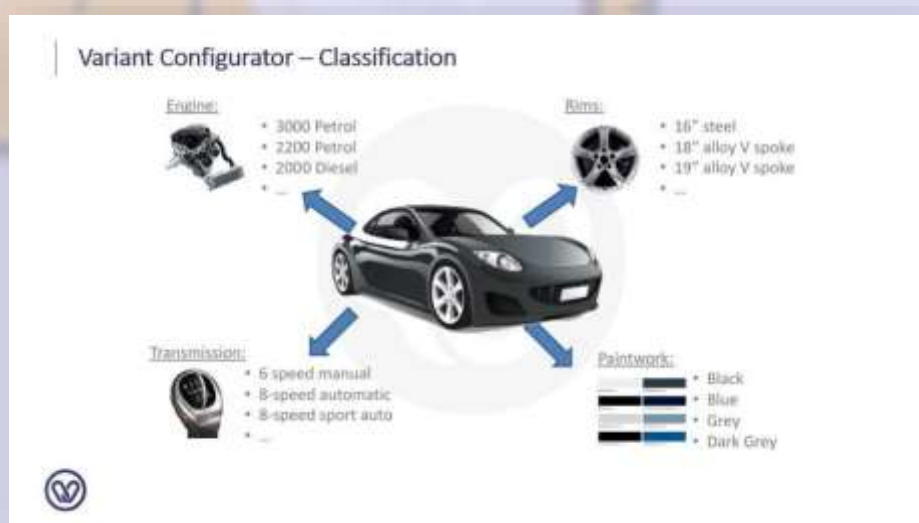 Variant Configurator – Classification
Engine:
• 3000 Petrol
• 2200 Petrol
• 2000 Diesel
• ...
Rims:
• 16" steel
• 18" alloy V spoke
• 19" alloy V spoke
• ...
Transmission:
• 6 speed manual
• 8-speed automatic
• 8-speed sport auto
• ...
Paintwork:
• Black
• Blue
• Grey
• Dark Grey